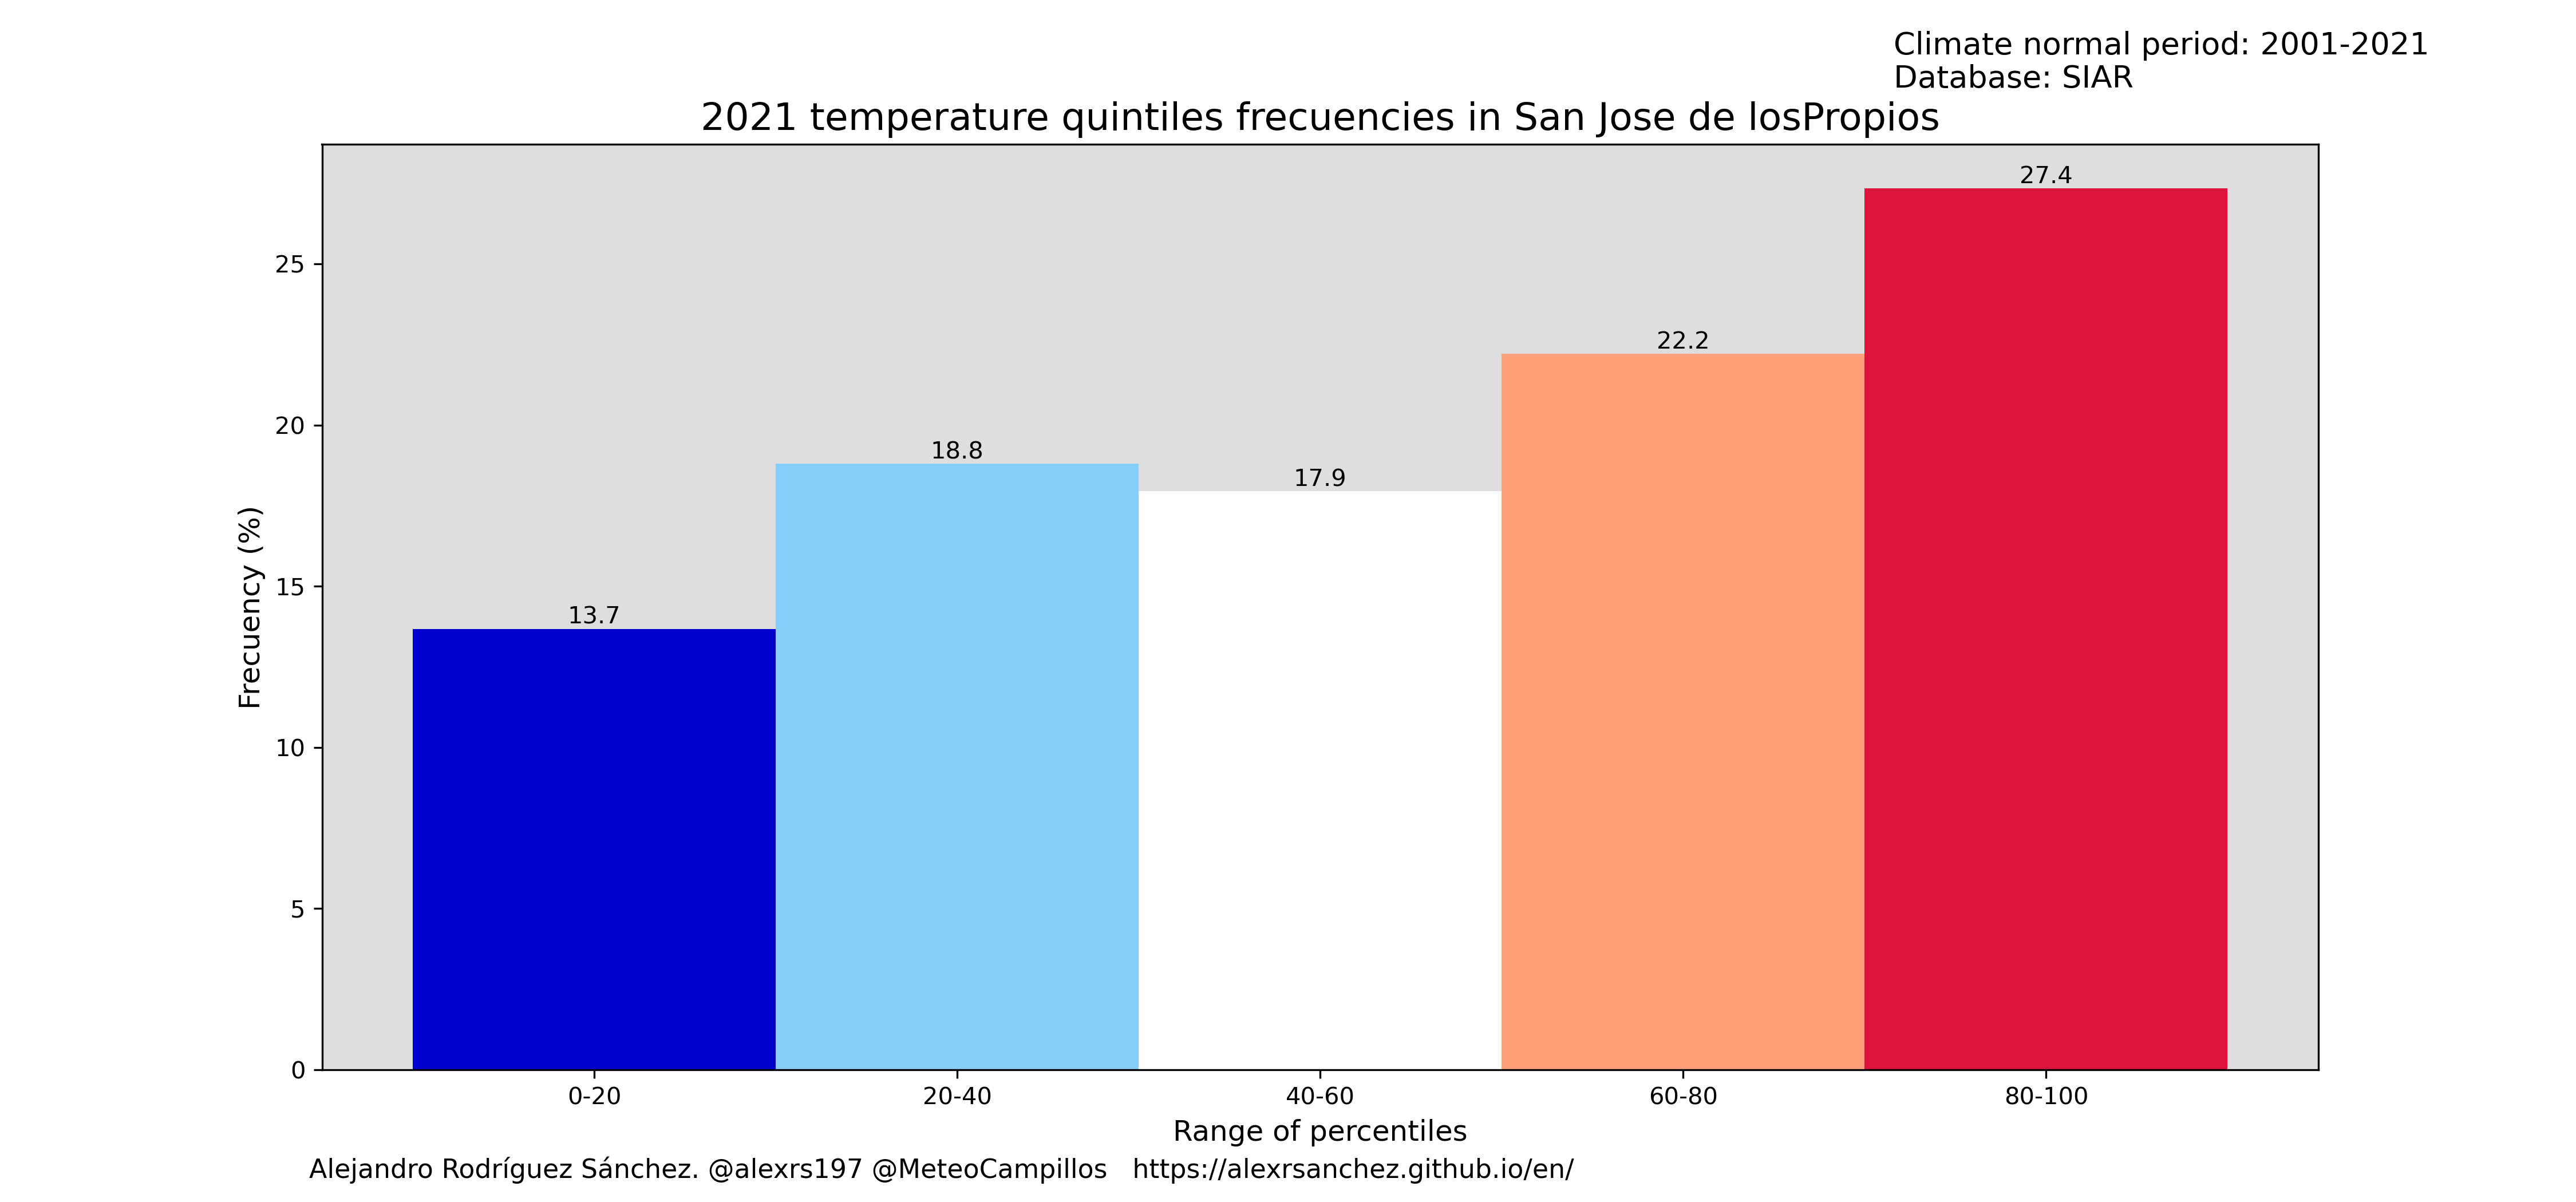 Climate normal period: 2001-2021
Database: SIAR
2021 temperature quintiles frecuencies in San Jose de losPropios
27.4
25
22.2
20
18.8
17.9
15
13.7
Frecuency (%)
10
5
0
0-20 20-40 40-60 60-80 80-100
Range of percentiles
Alejandro Rodríguez Sánchez. @alexrs197 @MeteoCampillos https://alexrsanchez.github.io/en/